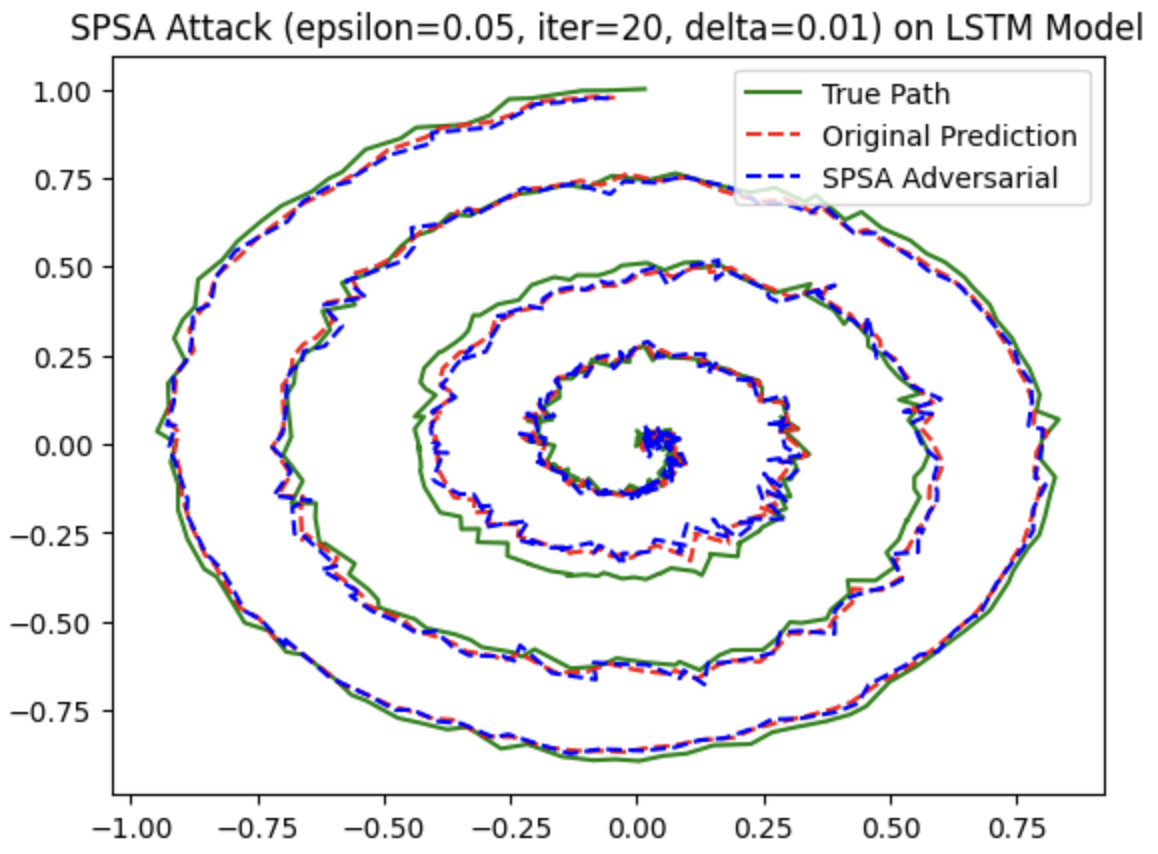 SPSA Attack (epsilon=0.05, iter=20, delta=0.01) on LSTM Model
True Path
Original Prediction
SPSA Adversarial
1.00
0.75
0.50
0.25
0.00
−0.25
−0.50
−0.75
−1.00 −0.75 −0.50 −0.25 0.00 0.25 0.50 0.75